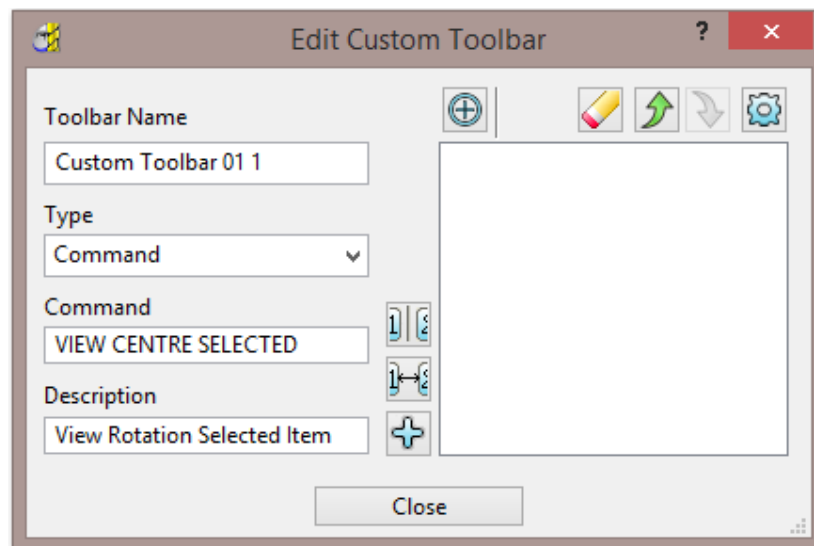 Edit Custom Toolbar
?
Toolbar Name
Custom Toolbar 01 1
Type
Command
Command
VIEW CENTRE SELECTED
Description
View Rotation Selected Item
Close